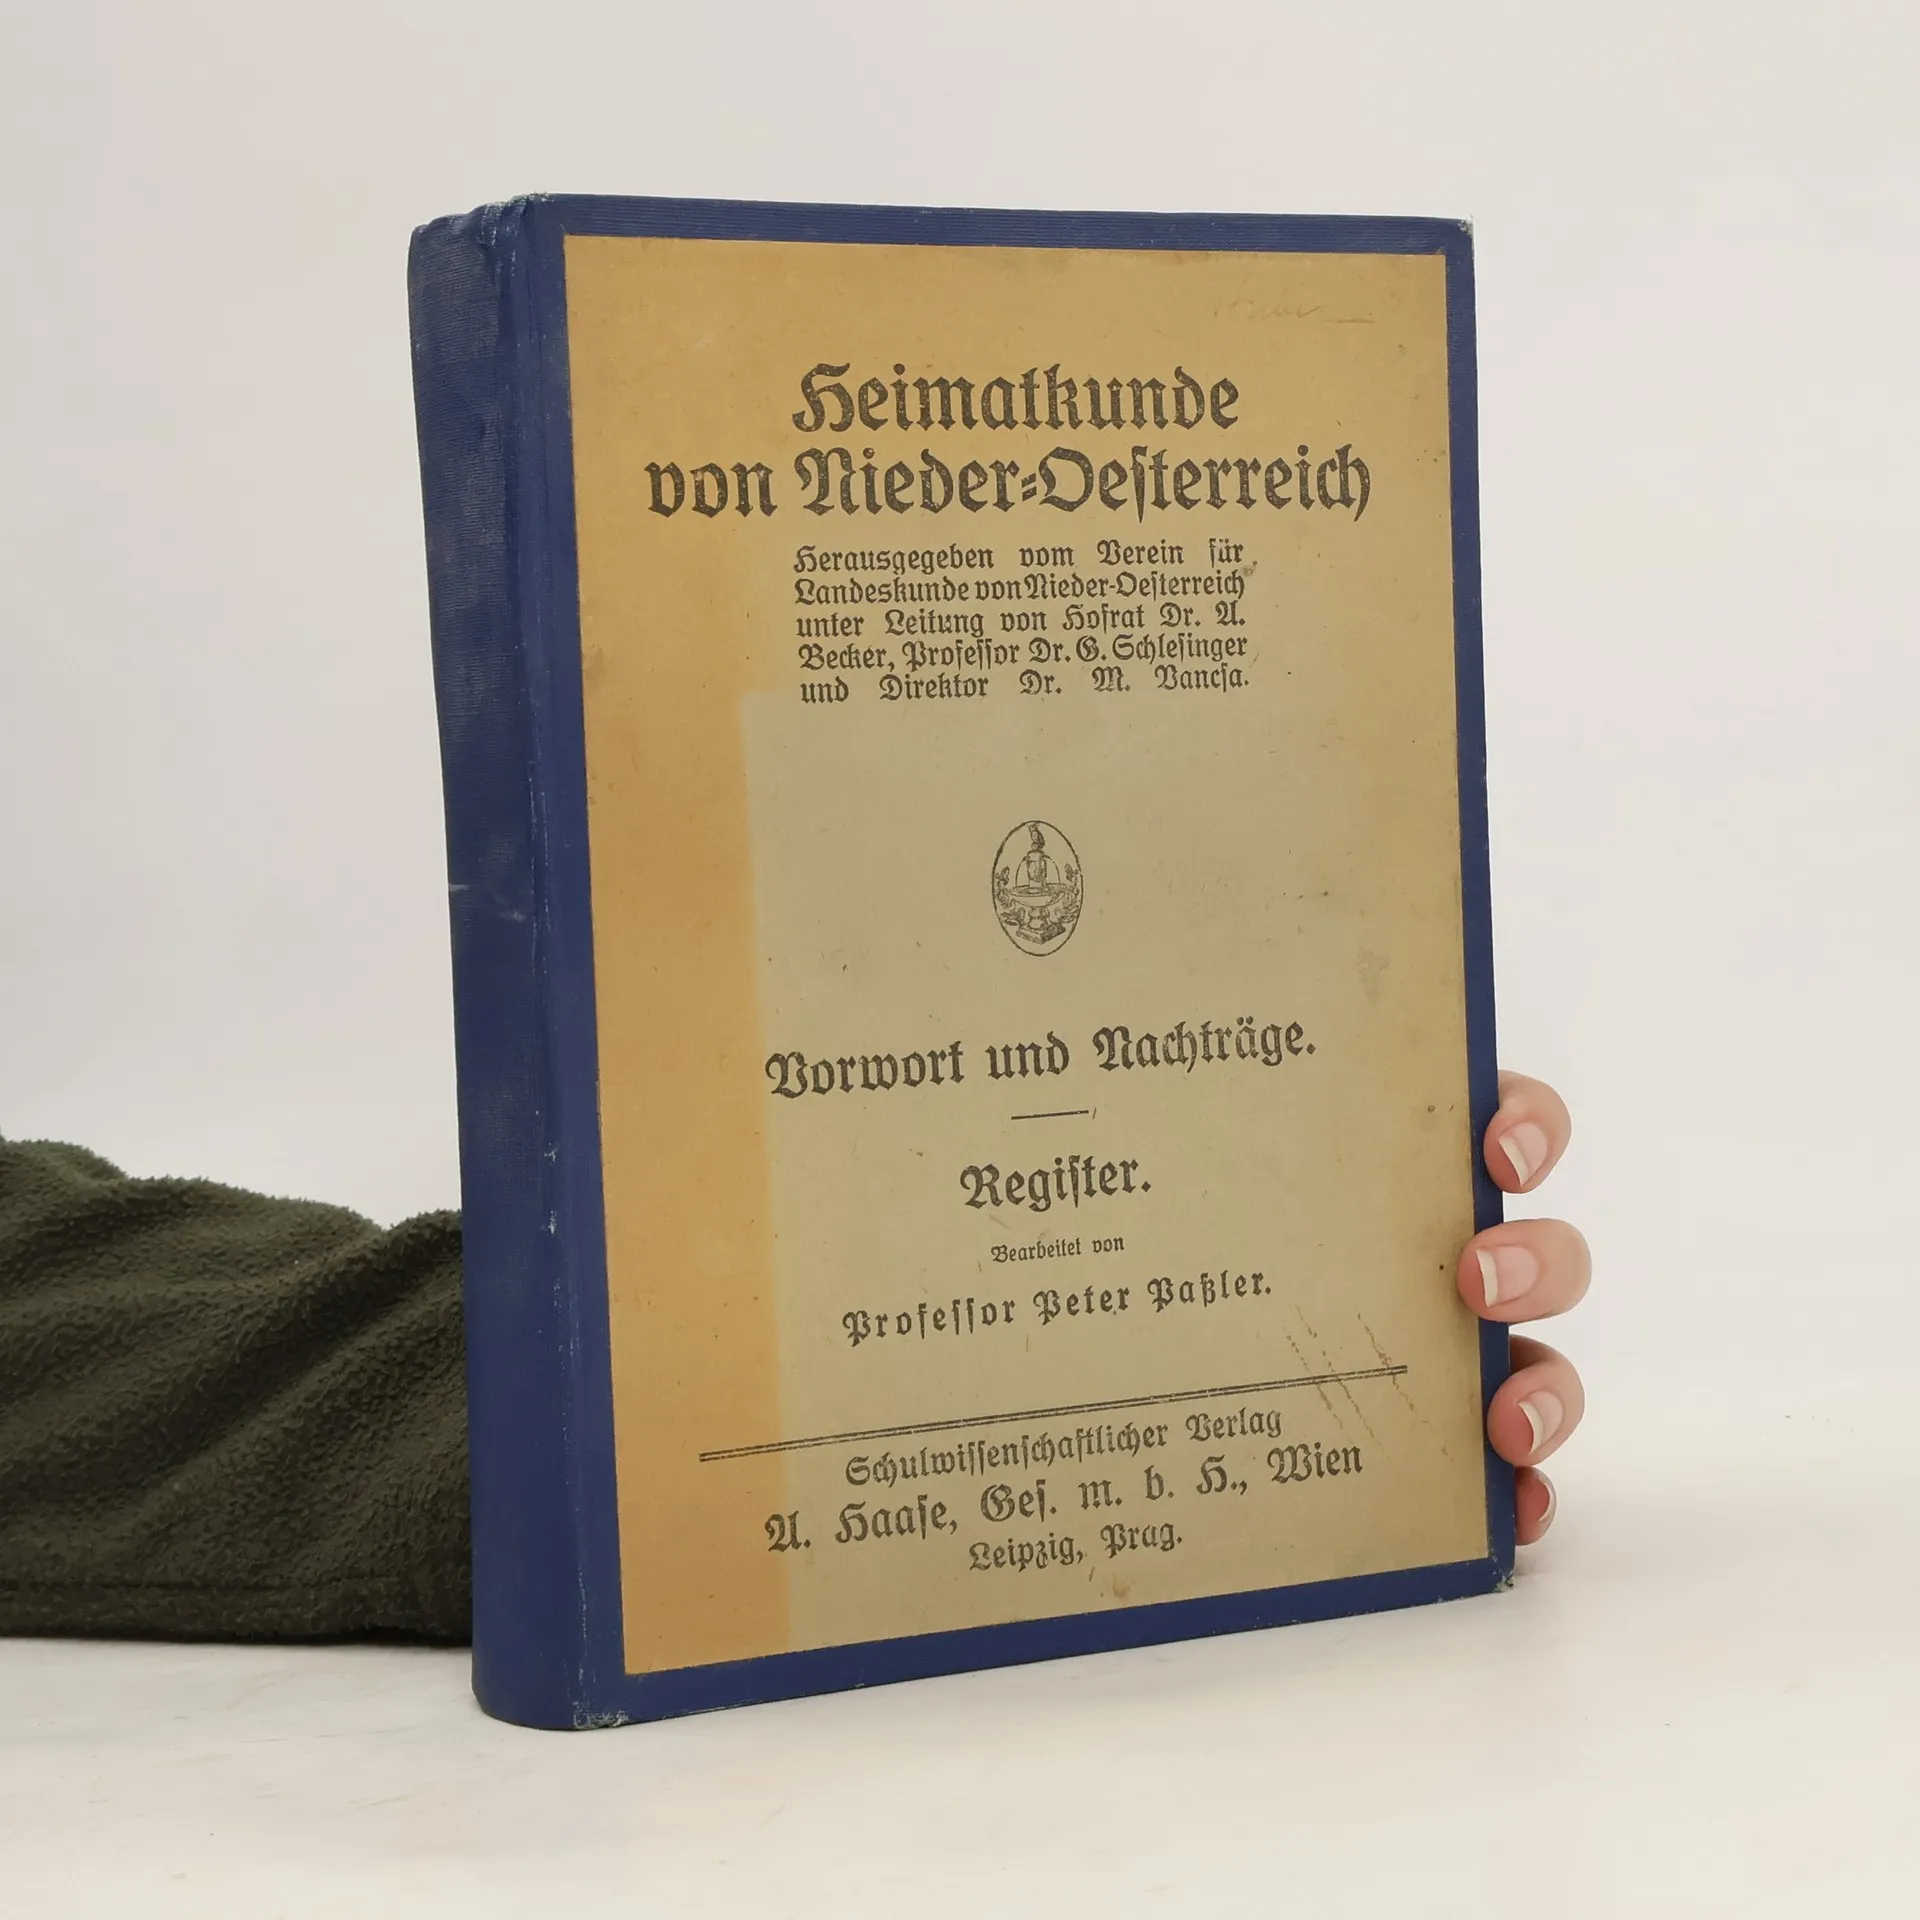 Heimatkunde
von Nieder-Oesterreich
Herausgegeben vom Verein für
Landeskunde von Nieder-Oesterreich
unter Leitung von Hofrat Dr. A.
Becker, Professor Dr. G. Schlesinger
und Direktor Dr. M. Vancsa.
Vorwort und Nachträge.
Register.
Bearbeitet von
Professor Peter Paßler.
Schulwissenschaftlicher Verlag
A. Haase, Ges. m. b. H., Wien
Leipzig, Prag.